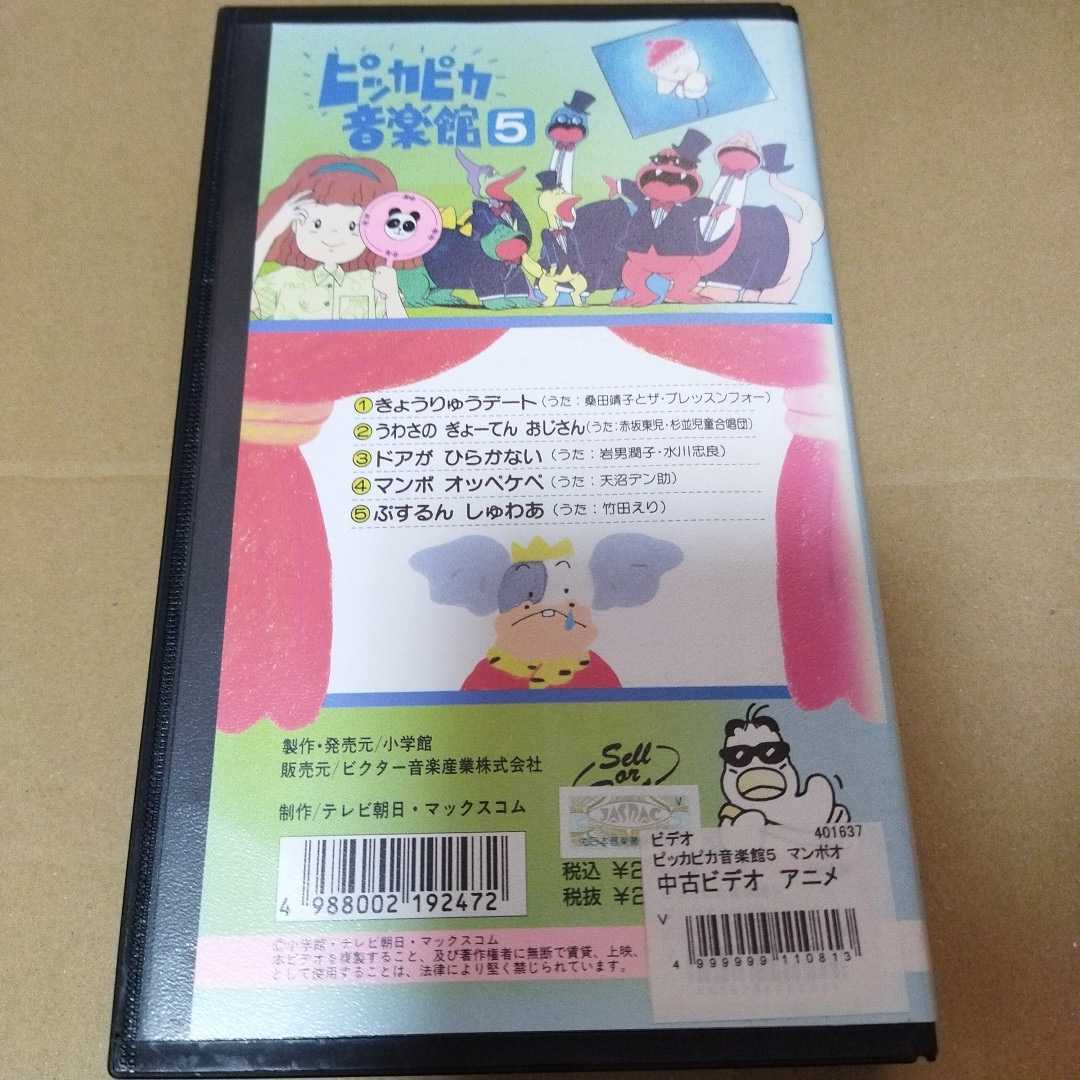 ピッカピカ
音楽館 5
① きょうりゅうデート (うた：桑田靖子とザ・ブレッスンフォー)
② うわさの ぎょーてん おじさん (うた：赤坂東児・杉並児童合唱団)
③ ドアが ひらかない (うた：岩男潤子・水川忠良)
④ マンボ オッペケペ (うた：天沼デン助)
⑤ ぷするん しゅわあ (うた：竹田えり)
製作・発売元/小学館
販売元/ビクター音楽産業株式会社
制作/テレビ朝日・マックスコム
Sell
or
JASRAC
V
税込 ¥2
税抜 ¥2
4 988002 192472
©小学館・テレビ朝日・マックスコム
本ビデオを複製すること、及び著作権者に無断で賃貸、上映、
として使用することは、法律により堅く禁じられています。
ビデオ 401637
ピッカピカ音楽館5 マンボオ
中古ビデオ アニメ
V
4 999999 110813